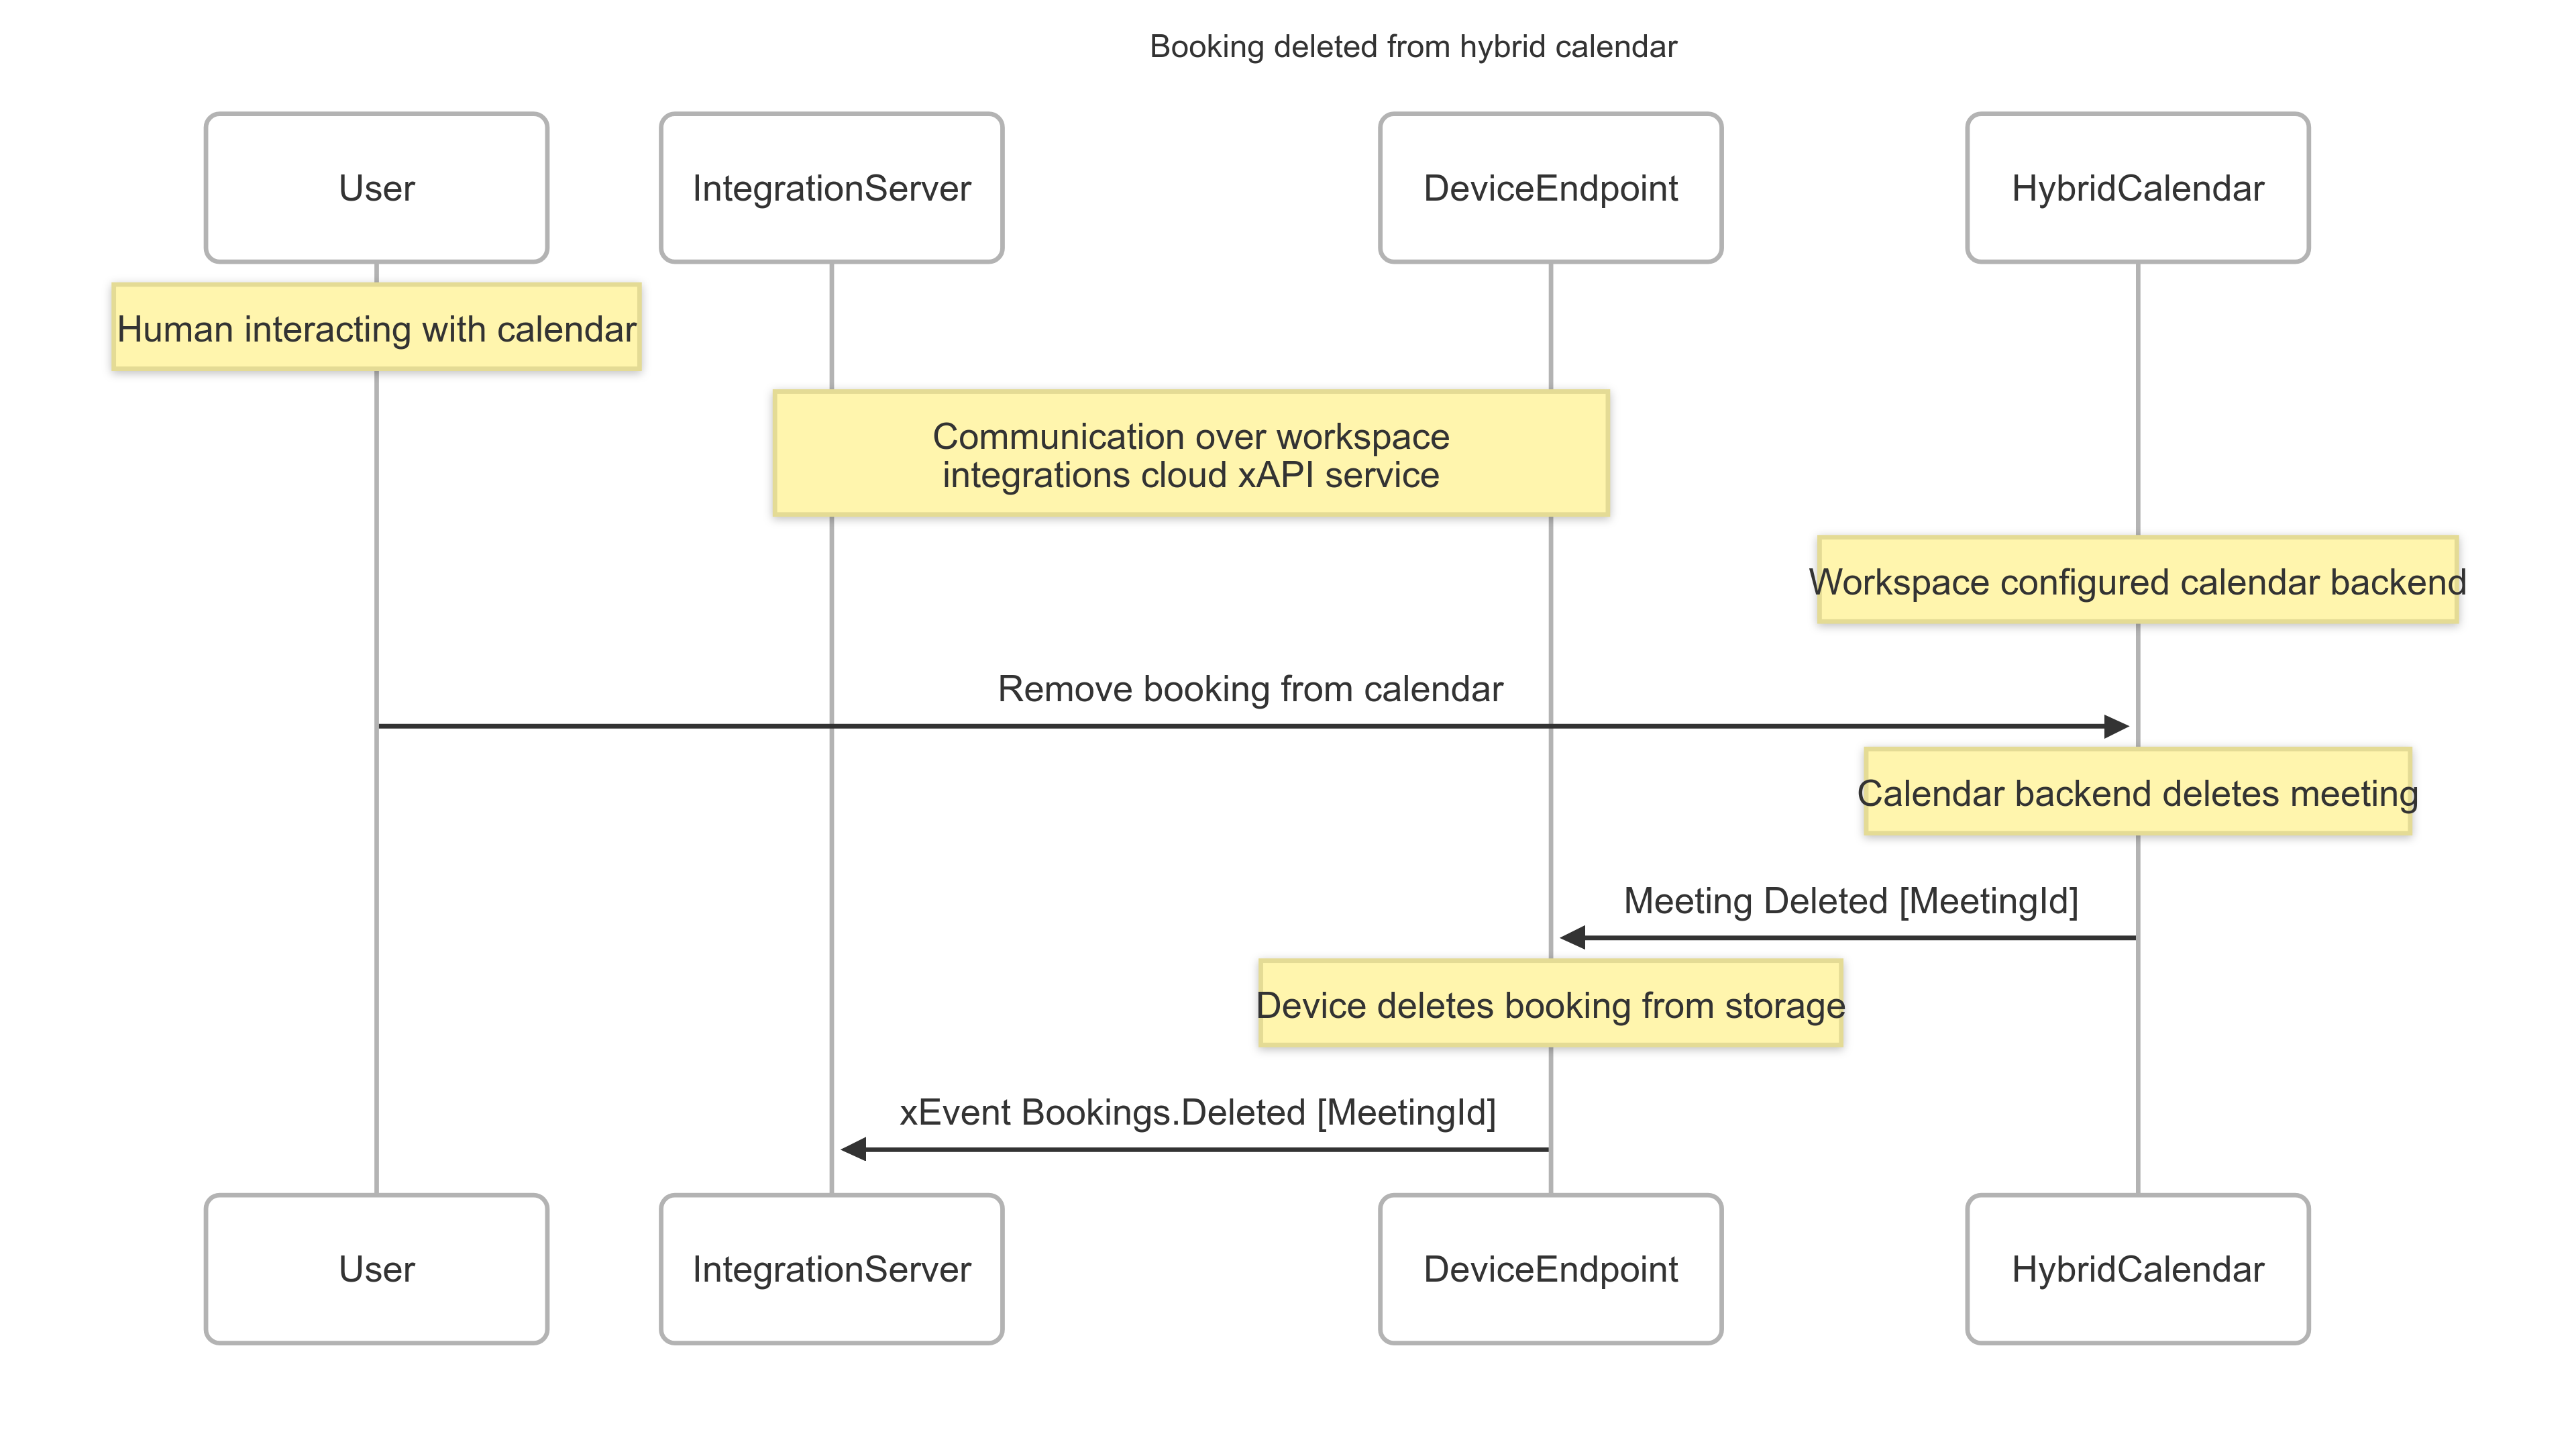 Booking deleted from hybrid calendar
User
IntegrationServer
DeviceEndpoint
HybridCalendar
Human interacting with calendar
Communication over workspace
integrations cloud xAPI service
Workspace configured calendar backend
Remove booking from calendar
Calendar backend deletes meeting
Meeting Deleted [MeetingId]
Device deletes booking from storage
xEvent Bookings.Deleted [MeetingId]
User
IntegrationServer
DeviceEndpoint
HybridCalendar